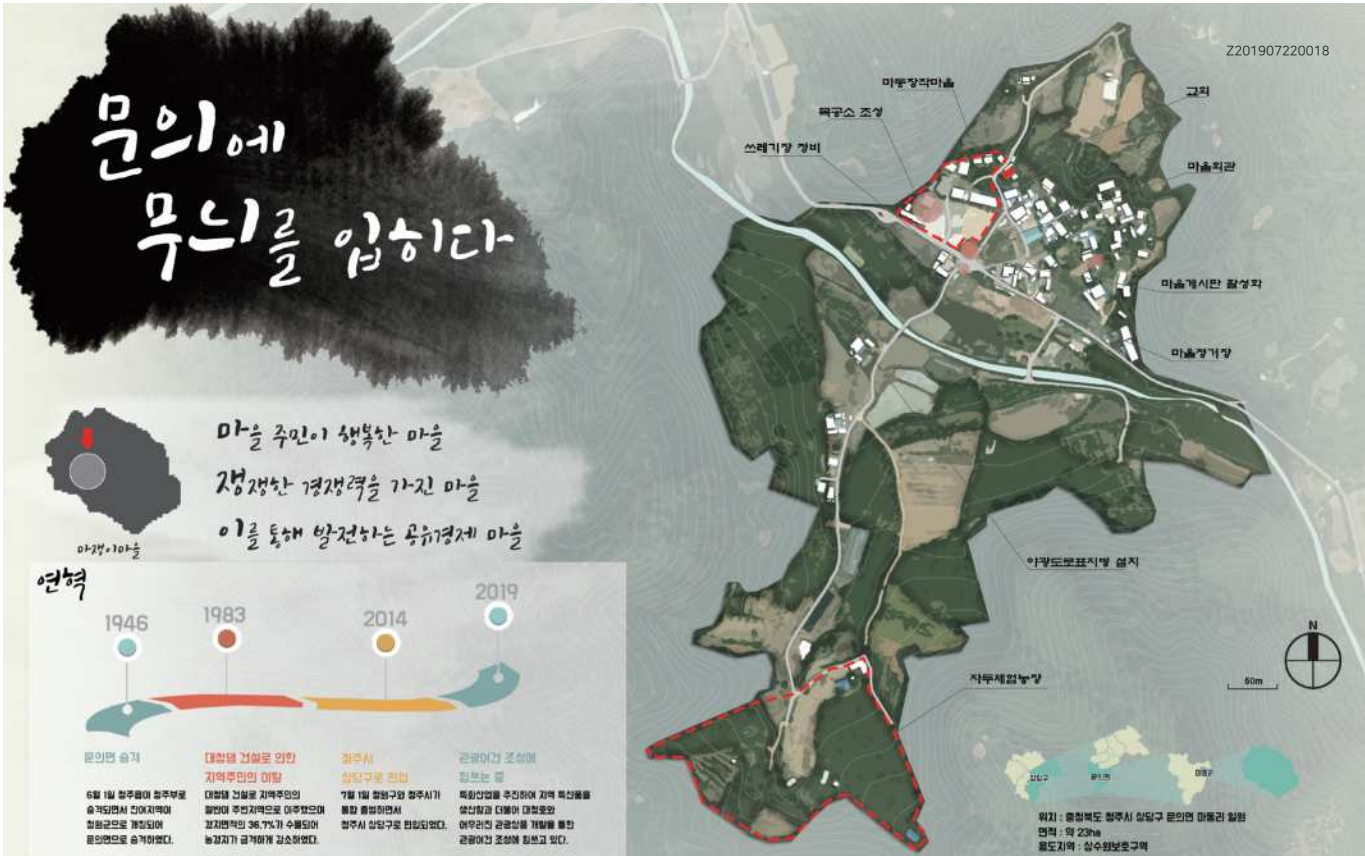 Z201907220018
문의에
무늬를 입히다
마동창작마을
목공소 조성
쓰레기장 정비
교회
마을회관
마을게시판 활성화
마을정거장
야광도로표지병 설치
자두체험농장
마을 주민이 행복한 마을
쟁쟁한 경쟁력을 가진 마을
이를 통해 발전하는 공유경제 마을
마쟁이마을
연혁
1946
1983
2014
2019
문의면 승격
6월 1일 청주읍이 청주부로
승격되면서 잔여지역이
청원군으로 개칭되어
문의면으로 승격하였다.
대청댐 건설로 인한
지역주민의 이탈
대청댐 건설로 지역주민의
절반이 주변지역으로 이주했으며
경지면적의 36.7%가 수몰되어
농경지가 급격하게 감소하였다.
청주시
상당구로 편입
7월 1일 청원구와 청주시가
통합 출범하면서
청주시 상당구로 편입되었다.
관광여건 조성에
힘쓰는 중
특화산업을 추진하여 지역 특산품을
생산함과 더불어 대청호와
어우러진 관광상품 개발을 통한
관광여건 조성에 힘쓰고 있다.
N
50m
상당구
문의면
마동리
위치 : 충청북도 청주시 상당구 문의면 마동리 일원
면적 : 약 23ha
용도지역 : 상수원보호구역